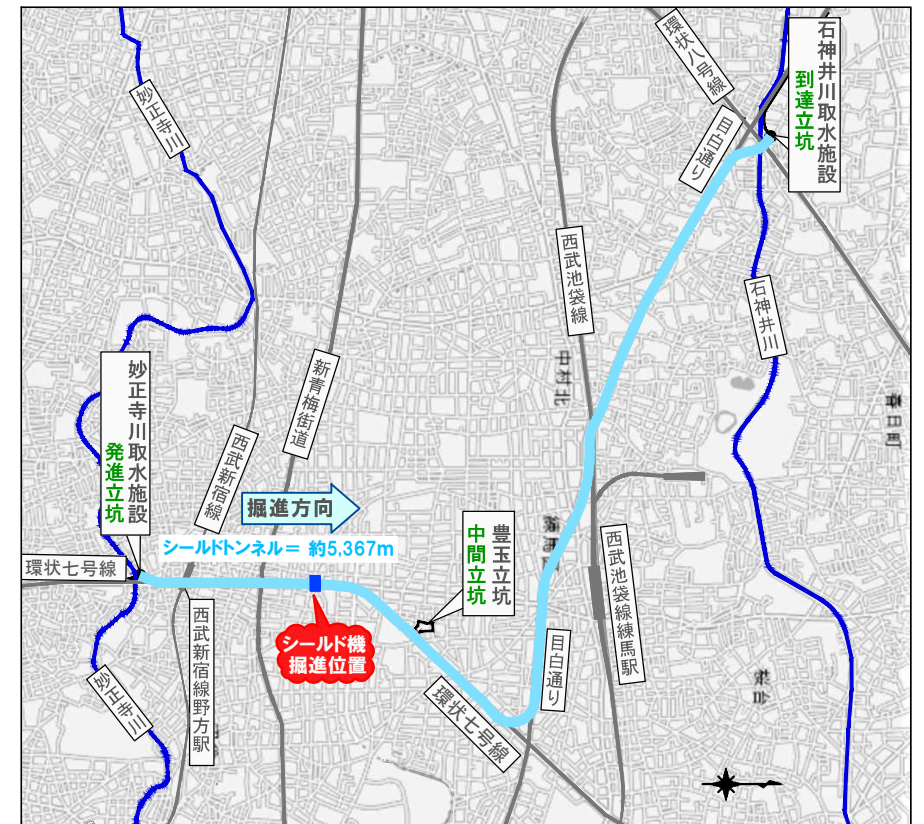 環状八号線
石神井川取水施設
到達立坑
目白通り
妙正寺川
西武池袋線
石神井川
中村北
春日町
新青梅街道
妙正寺川取水施設
発進立坑
西武新宿線
掘進方向
シールドトンネル＝ 約5,367m
豊玉立坑
中間立坑
環状七号線
西武池袋線練馬駅
シールド機
掘進位置
西武新宿線野方駅
目白通り
妙正寺川
環状七号線